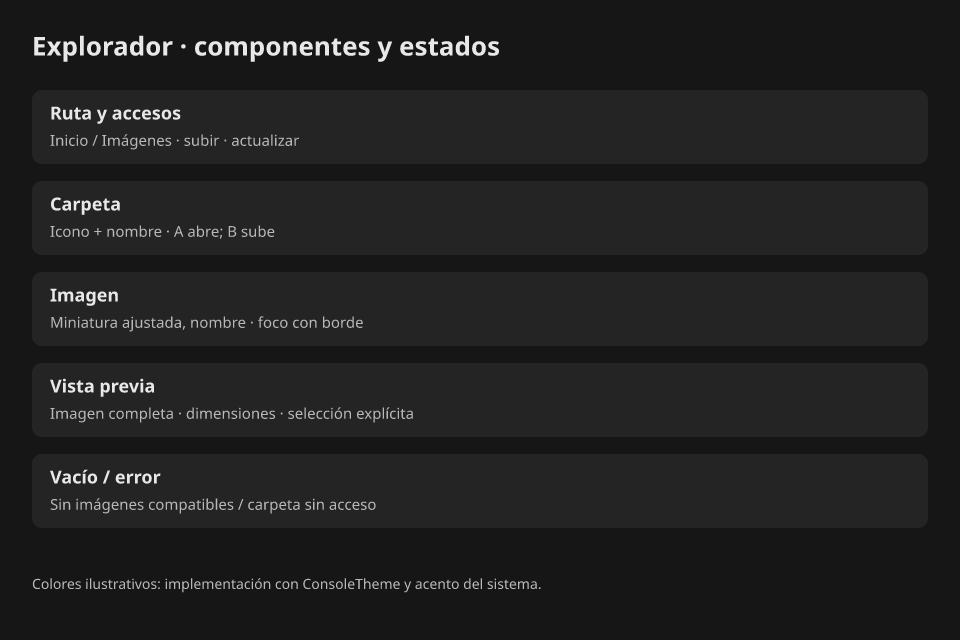 Explorador · componentes y estados
Ruta y accesos
Inicio / Imágenes · subir · actualizar
Carpeta
Icono + nombre · A abre; B sube
Imagen
Miniatura ajustada, nombre · foco con borde
Vista previa
Imagen completa · dimensiones · selección explícita
Vacío / error
Sin imágenes compatibles / carpeta sin acceso
Colores ilustrativos: implementación con ConsoleTheme y acento del sistema.